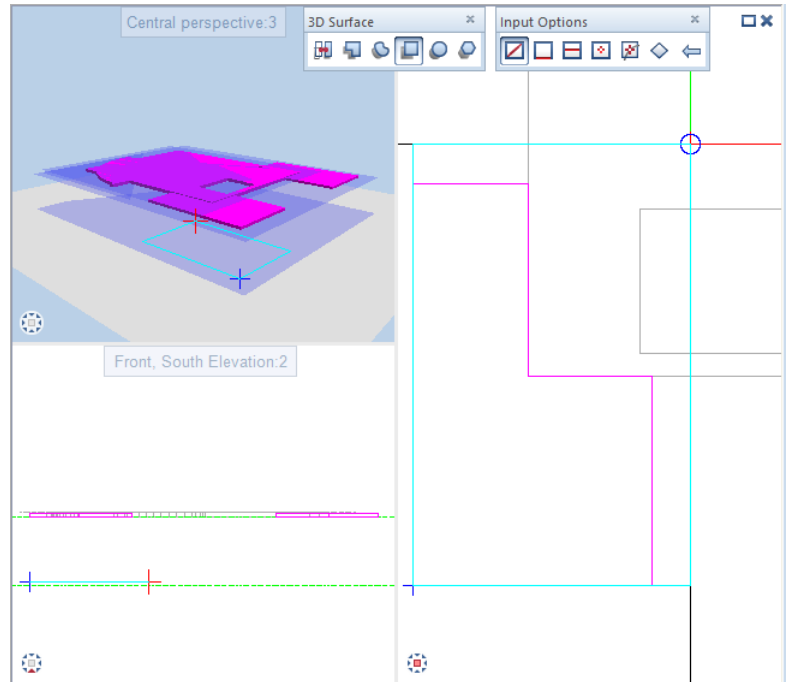 Central perspective:3
3D Surface
Input Options
Front, South Elevation:2